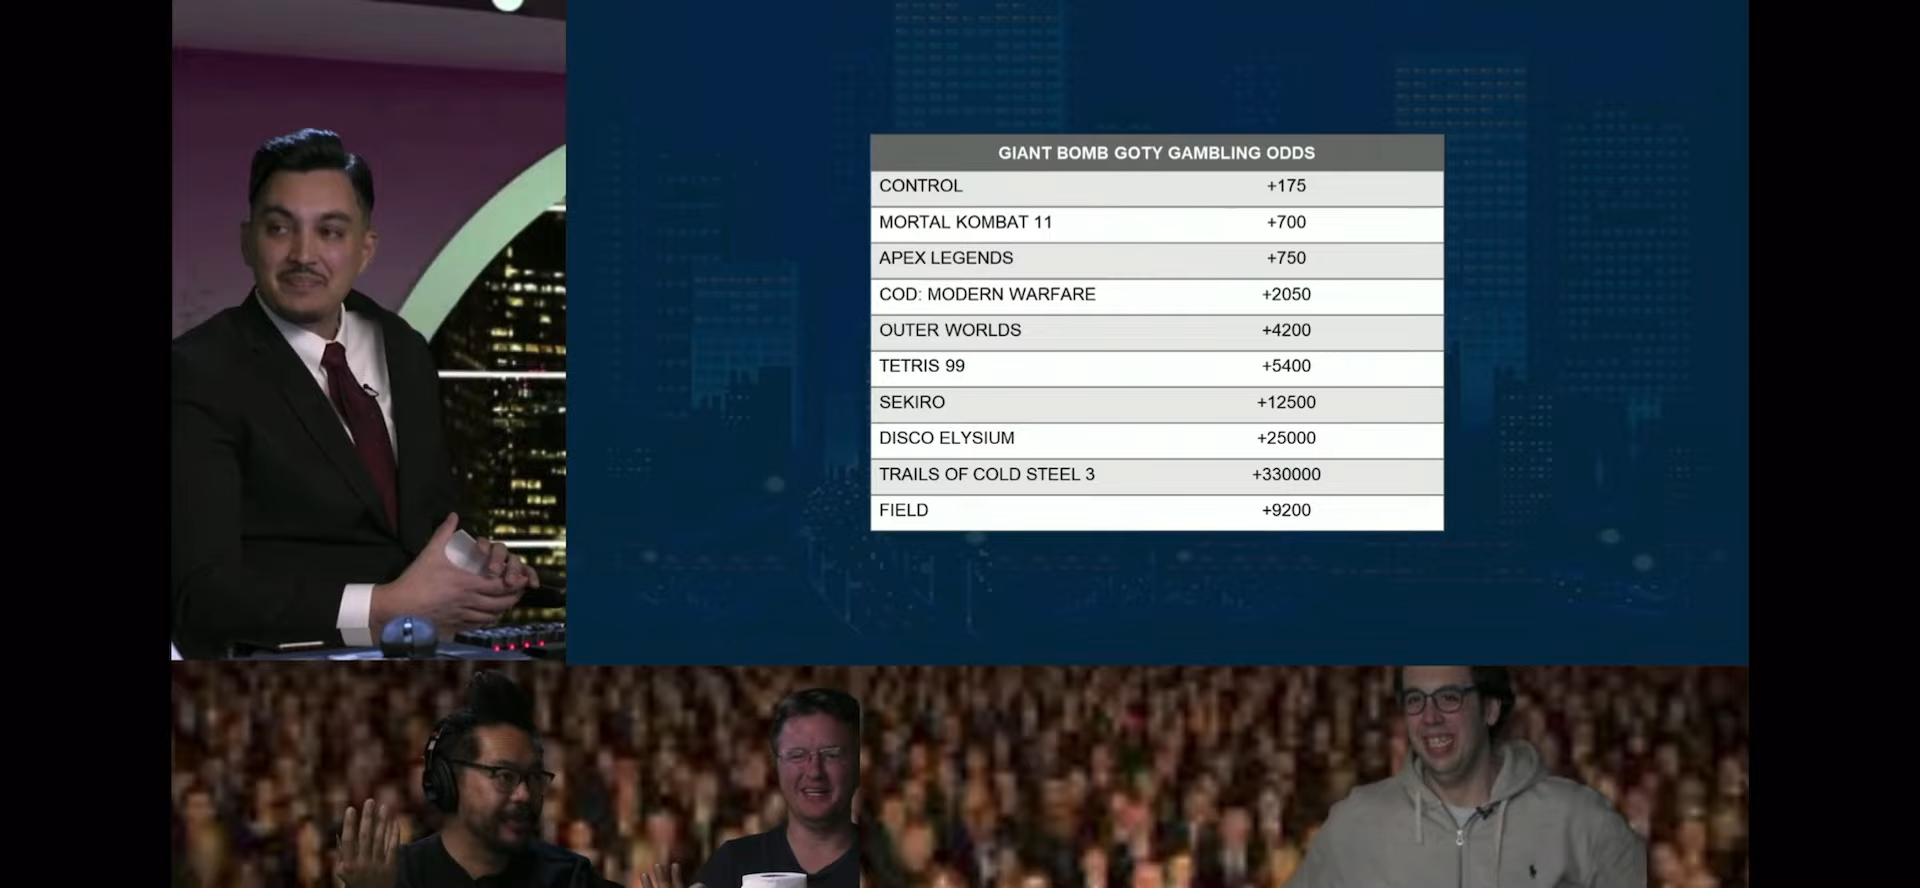 GIANT BOMB GOTY GAMBLING ODDS
CONTROL +175
MORTAL KOMBAT 11 +700
APEX LEGENDS +750
COD: MODERN WARFARE +2050
OUTER WORLDS +4200
TETRIS 99 +5400
SEKIRO +12500
DISCO ELYSIUM +25000
TRAILS OF COLD STEEL 3 +330000
FIELD +9200